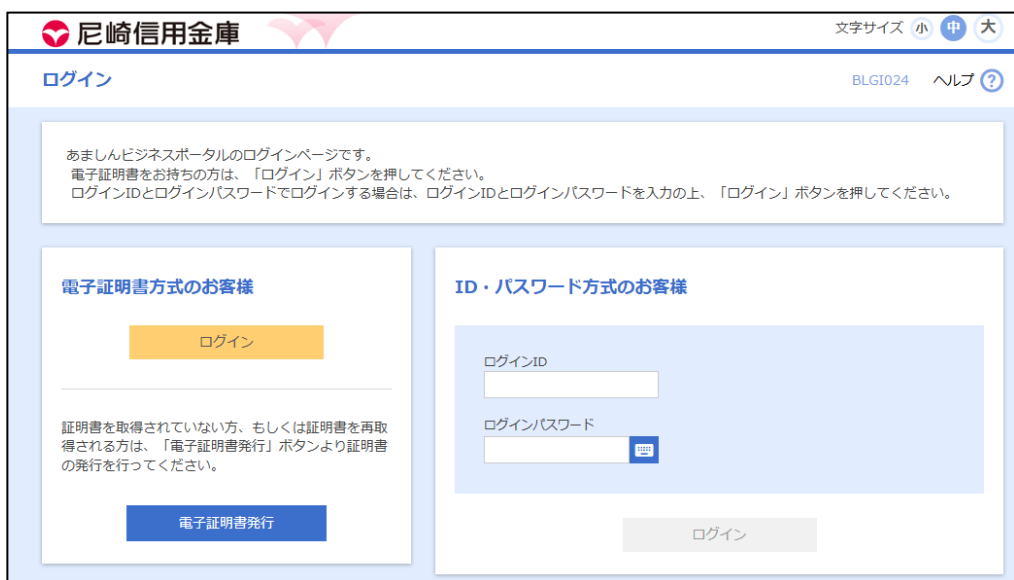 尼崎信用金庫
文字サイズ 小 中 大
ログイン
BLGI024 ヘルプ ?
あましんビジネスポータルのログインページです。
電子証明書をお持ちの方は、「ログイン」ボタンを押してください。
ログインIDとログインパスワードでログインする場合は、ログインIDとログインパスワードを入力の上、「ログイン」ボタンを押してください。
電子証明書方式のお客様
ログイン
証明書を取得されていない方、もしくは証明書を再取
得される方は、「電子証明書発行」ボタンより証明書
の発行を行ってください。
電子証明書発行
ID・パスワード方式のお客様
ログインID
ログインパスワード
ログイン